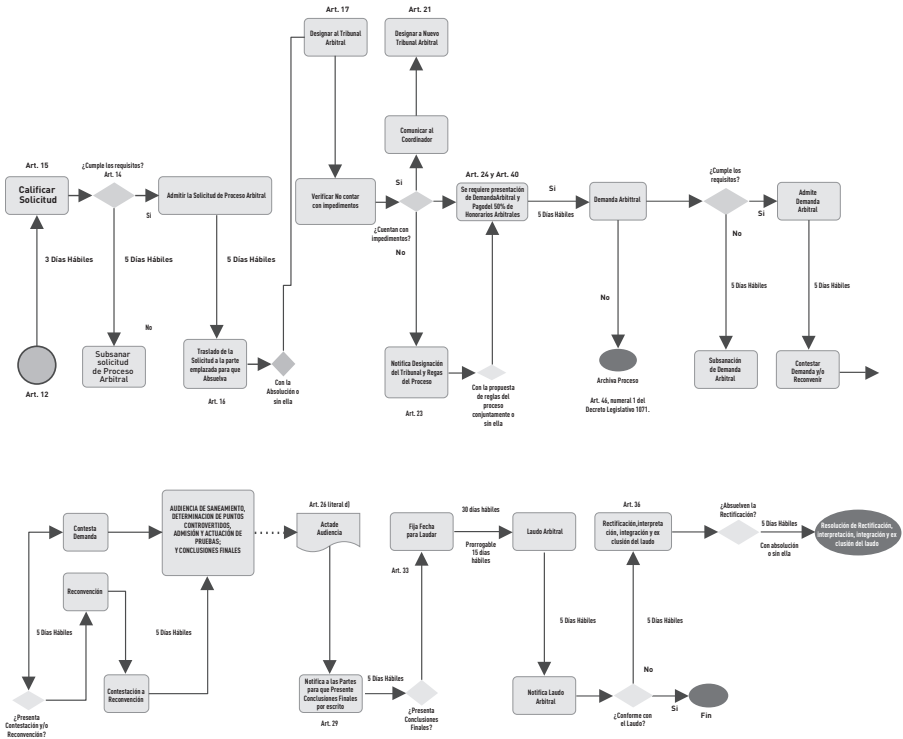 Art. 17
Art. 21
Designar al Tribunal
Arbitral
Designar a Nuevo
Tribunal Arbitral
Comunicar al
Coordinador
Art. 15
¿Cumple los requisitos?
Art. 14
Calificar
Solicitud
Admitir la Solicitud de Proceso Arbitral
Si
Verificar No contar
con impedimentos
Si
¿Cuentan con
impedimentos?
No
Art. 24 y Art. 40
Se requiere presentación
de DemandaArbitral y
Pagodel 50% de
Honorarios Arbitrales
Si
5 Días Hábiles
Demanda Arbittral
¿Cumple los
requisitos?
Si
Admite
Demanda
Arbitral
No
No
3 Días Hábiles
5 Días Hábiles
5 Días Hábiles
5 Días Hábiles
5 Días Hábiles
No
Art. 12
Subsanar
solicitud
de Proceso
Arbitral
Traslado de la
Solicitud a la parte
emplazada para que
Absuelva
Art. 16
Con la
Absolución o
sin ella
Notifica Designación
del Tribunal y Regas
del Proceso
Art. 23
Con la propuesta
de reglas del
proceso
conjuntamente o
sin ella
Archiva Proceso
Art. 46, numeral 1 del
Decreto Legislativo 1071.
Subsanación
de Demanda
Arbitral
Contestar
Demanda y/o
Reconvenir
Contesta
Demanda
AUDIENCIA DE SANEAMIENTO,
DETERMINACION DE PUNTOS
CONTROVERTIDOS,
ADMISIÓN Y ACTUACIÓN DE
PRUEBAS;
Y CONCLUSIONES FINALES
Art. 26 literal d)
Actade
Audiencia
Fija Fecha
para Laudar
Art. 33
30 días hábiles
Prorrogable
15 días
hábiles
Laudo Arbitral
Art. 36
Rectificación,interpreta
ción, integración y ex
clusión del laudo
¿Absuelven la
Rectificación?
5 Días Hábiles
Con absolución
o sin ella
Resolución de Rectificación,
interpretación, integración y ex
clusión del laudo
Reconvención
5 Días Hábiles
5 Días Hábiles
5 Días Hábiles
5 Días Hábiles
¿Presenta
Contestación y/o
Reconvención?
Contestación a
Reconvención
Notifica a las Partes
para que Presente
Conclusiones Finales
por escrito
Art. 29
5 Días Hábiles
¿Presenta
Conclusiones
Finales?
Notifica Laudo
Arbitral
¿Conforme con
el Laudo?
No
Si
Fin